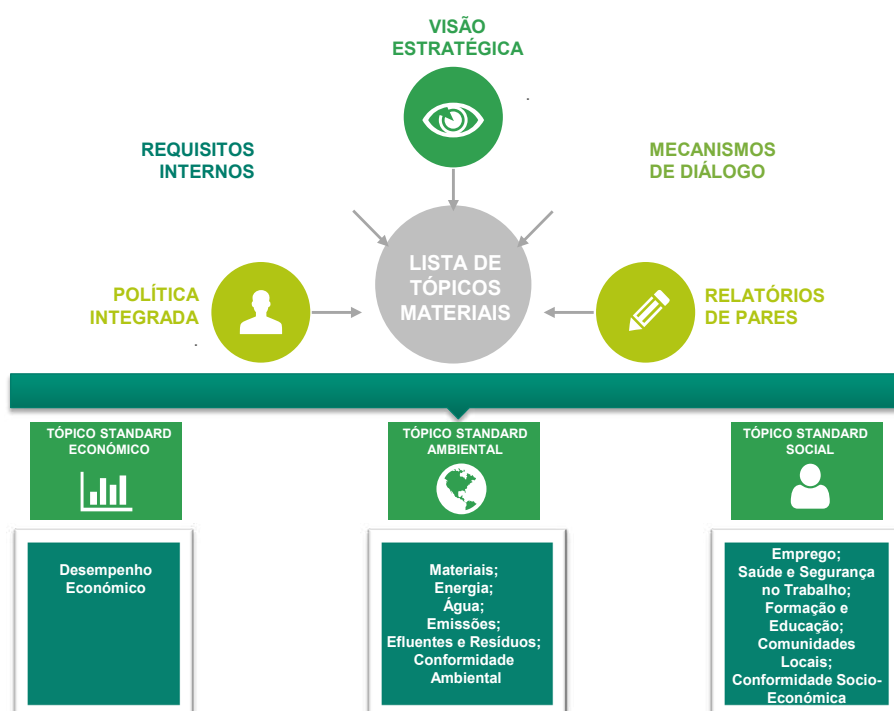 VISÃO
ESTRATÉGICA
REQUISITOS
INTERNOS
MECANISMOS
DE DIÁLOGO
LISTA DE
TÓPICOS
MATERIAIS
POLÍTICA
INTEGRADA
RELATÓRIOS
DE PARES
TÓPICO STANDARD
ECONÓMICO
TÓPICO STANDARD
AMBIENTAL
TÓPICO STANDARD
SOCIAL
Desempenho
Económico
Materiais;
Energia;
Água;
Emissões;
Efluentes e Resíduos;
Conformidade
Ambiental
Emprego;
Saúde e Segurança
no Trabalho;
Formação e
Educação;
Comunidades
Locais;
Conformidade Socio-
Económica